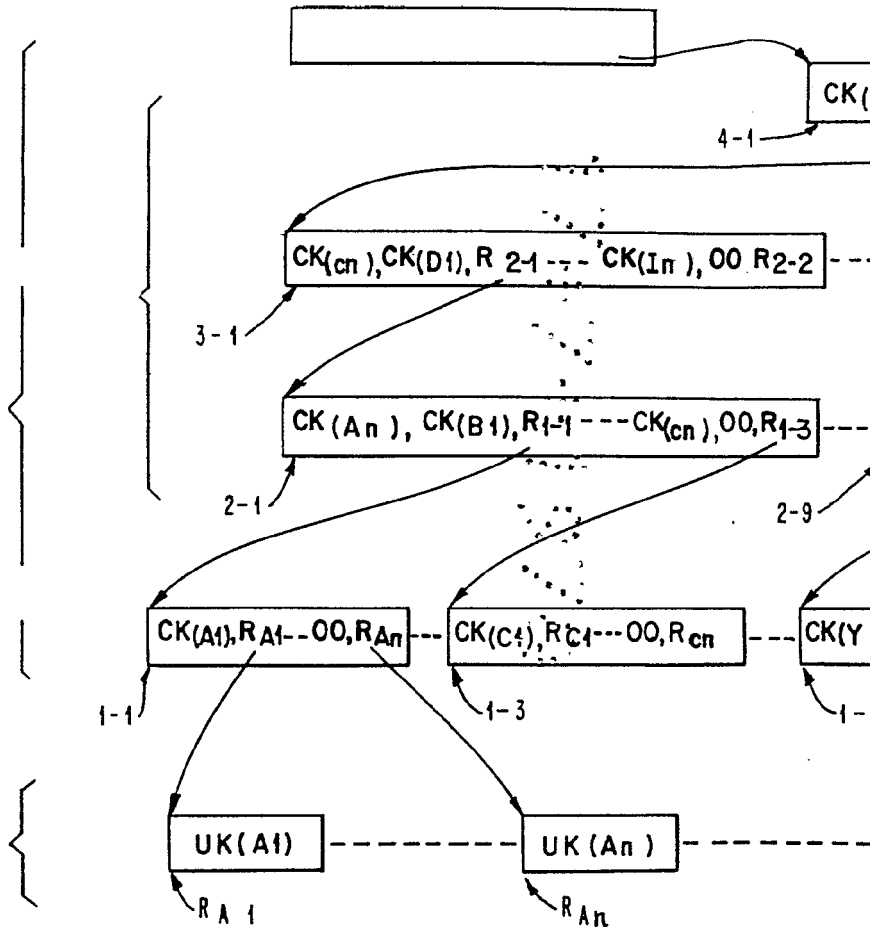 CK(
4-1
CK(cn), CK(D1), R 2-1 ---- CK(In), 00 R2-2
3-1
CK(An), CK(B1), R1-1 ---- CK(cn), 00, R1-3
2-1
2-9
CK(A1), RA1--00, RAn
CK(C1), RC1---00, Rcn
CK(Y
1-1
1-3
1-
UK(A1)
UK(An)
RA 1
RAn